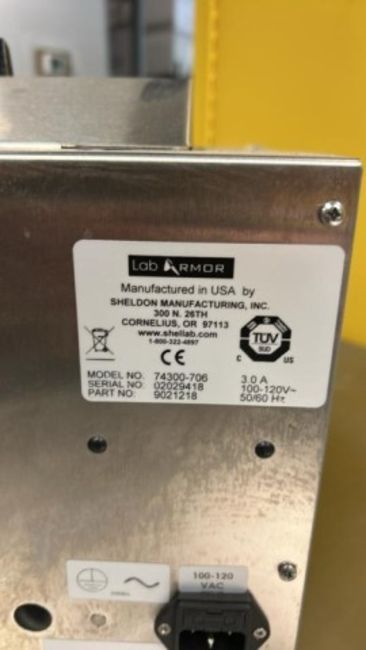 Lab ARMOR
Manufactured in USA by
SHELDON MANUFACTURING, INC.
300 N. 26TH
CORNELIUS, OR 97113
www.shellab.com
1-800-322-4897
CE
TÜV
SÜD
C US
MODEL NO: 74300-706 3.0 A
SERIAL NO: 02029418 100-120V~
PART NO: 9021218 50/60 Hz
100-120
VAC